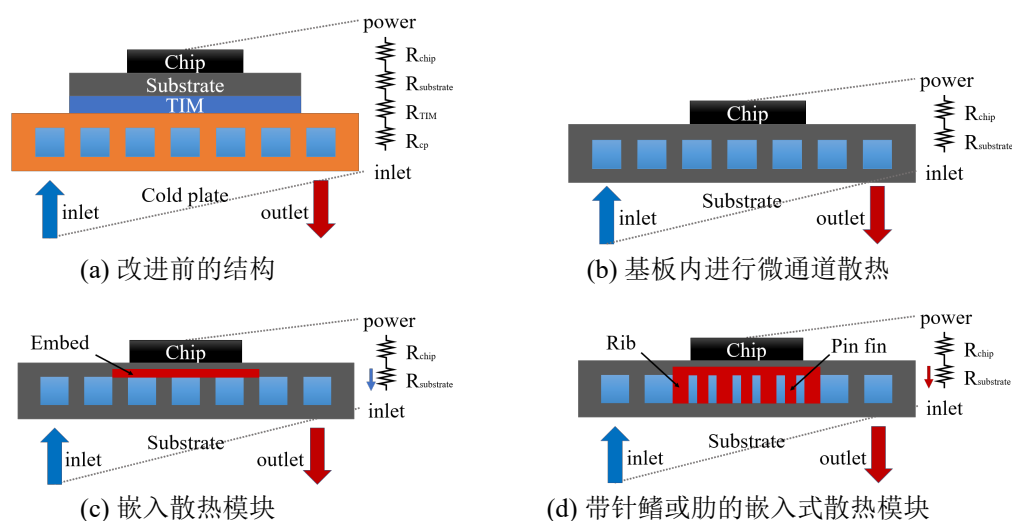 power
Chip
Substrate
TIM
Rchip
Rsubstrate
RTIM
Rcp
inlet
Cold plate
inlet
outlet
(a) 改进前的结构
power
Chip
Rchip
Rsubstrate
inlet
Substrate
inlet
outlet
(b) 基板内进行微通道散热
power
Embed
Chip
Rchip
Rsubstrate
inlet
Substrate
inlet
outlet
(c) 嵌入散热模块
power
Rib
Chip
Pin fin
Rchip
Rsubstrate
inlet
Substrate
inlet
outlet
(d) 带针鳍或肋的嵌入式散热模块